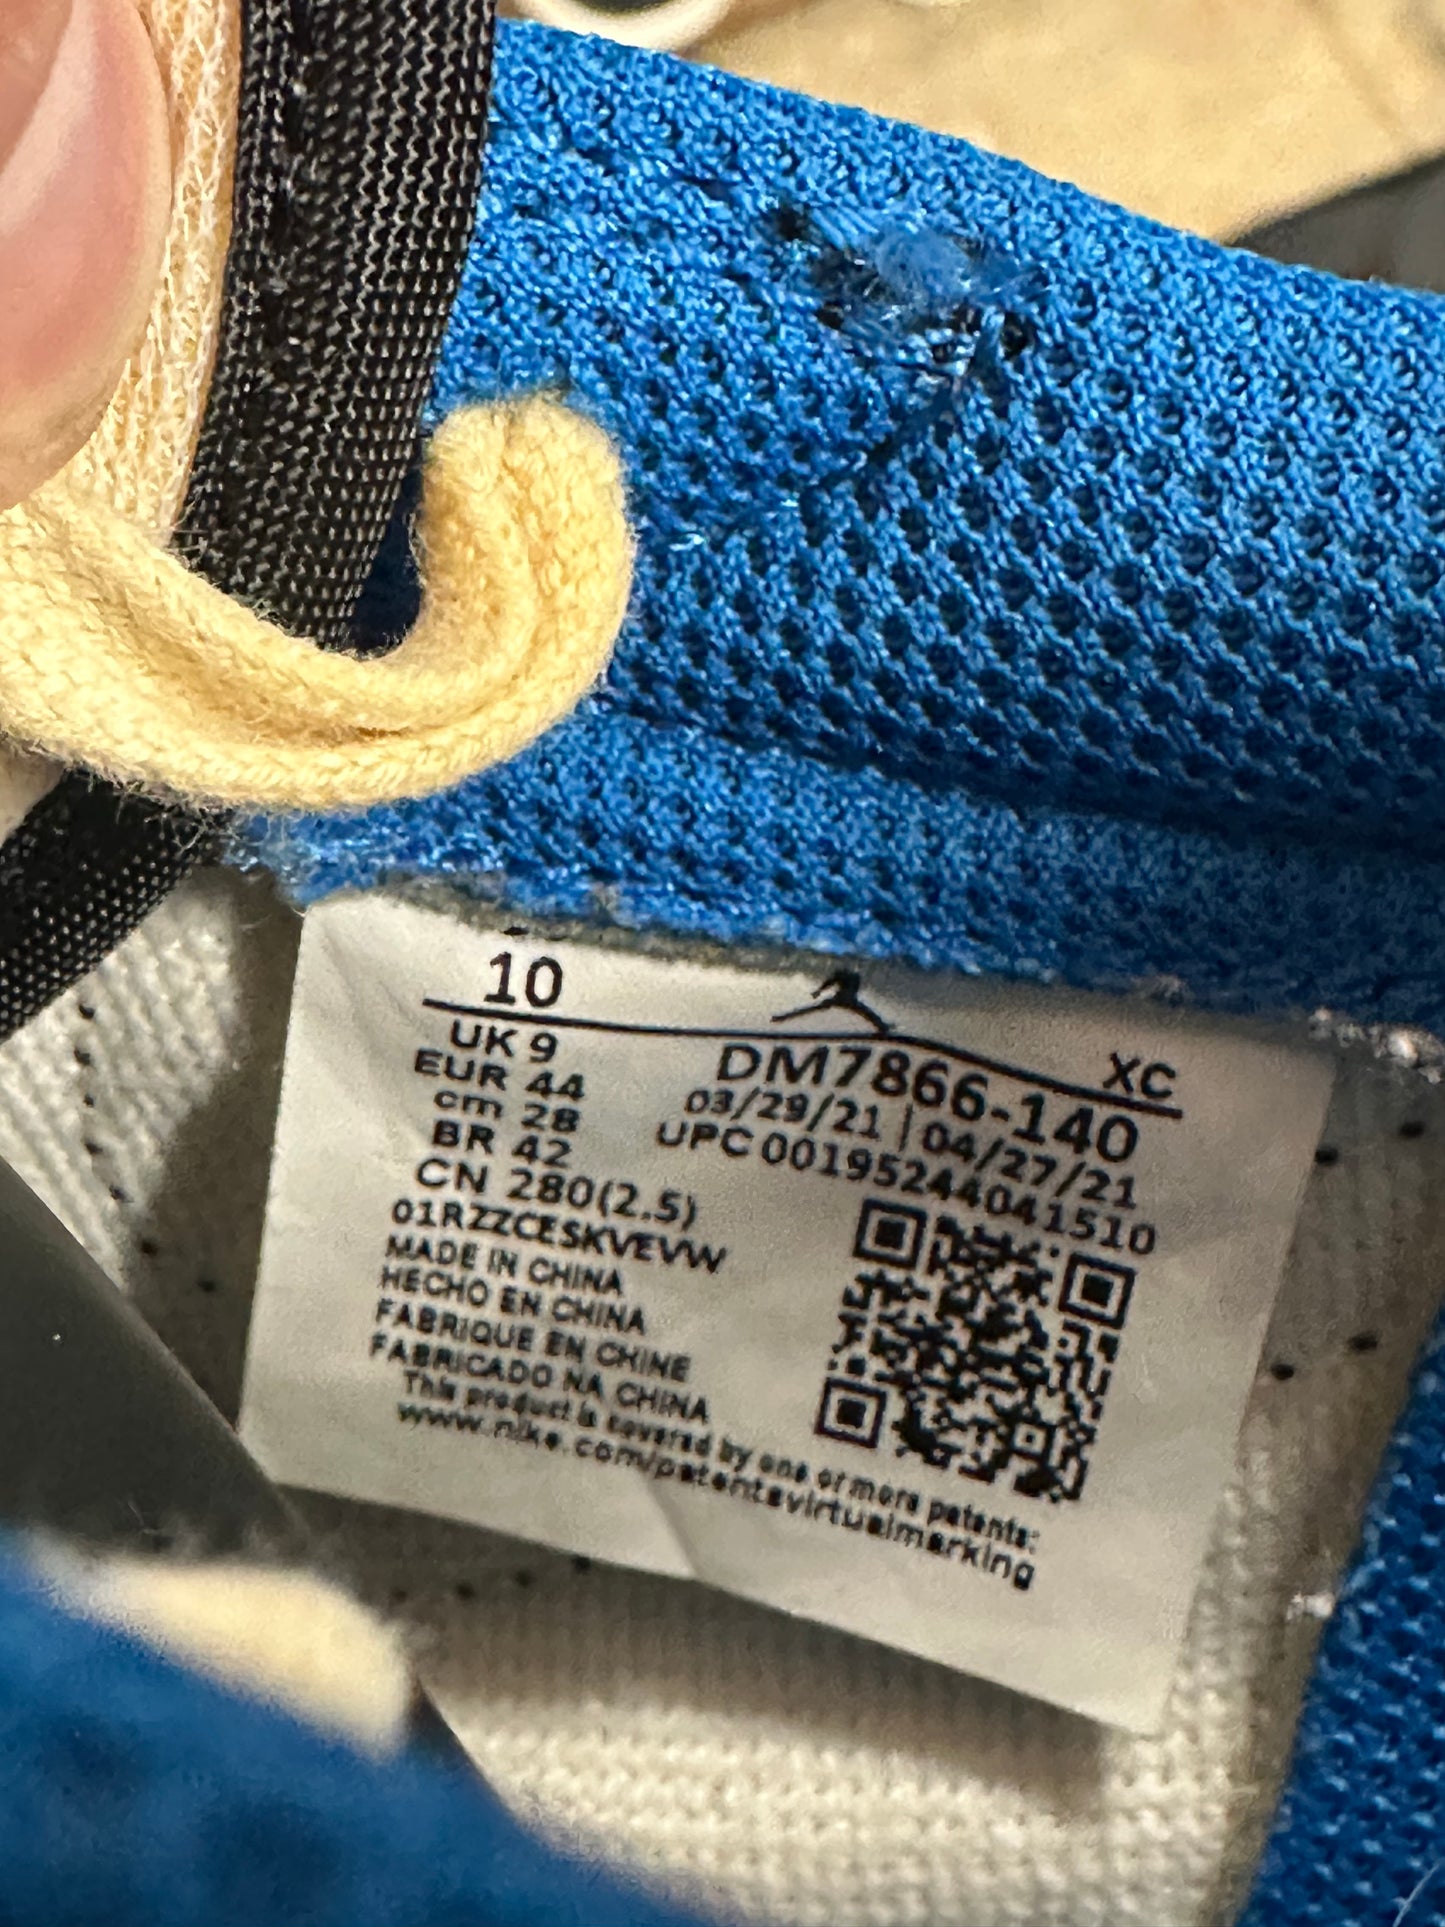 10
UK 9
EUR 44
cm 28
BR 42
CN 280(2.5)
XC
DM7866-140
03/29/21 | 04/27/21
UPC 00195244041510
01RZZCESKVEVW
MADE IN CHINA
HECHO EN CHINA
FABRIQUE EN CHINE
FABRICADO NA CHINA
This product is covered by one or more patents:
www.nike.com/patentsvirtualmarking